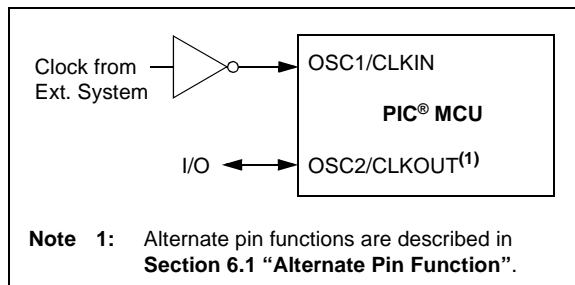 Clock from
Ext. System
OSC1/CLKIN
PIC® MCU
I/O
OSC2/CLKOUT(1)
Note 1: Alternate pin functions are described in
Section 6.1 “Alternate Pin Function”.